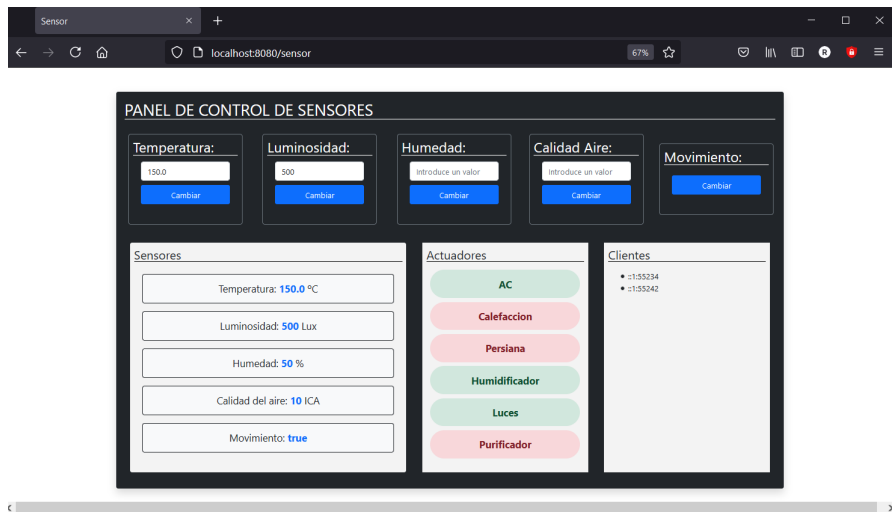 Sensor
localhost:8080/sensor
67%
PANEL DE CONTROL DE SENSORES
Temperatura:
150.0
Cambiar
Luminosidad:
500
Cambiar
Humedad:
Introduce un valor
Cambiar
Calidad Aire:
Introduce un valor
Cambiar
Movimiento:
Cambiar
Sensores
Temperatura: 150.0 ºC
Luminosidad: 500 Lux
Humedad: 50 %
Calidad del aire: 10 ICA
Movimiento: true
Actuadores
AC
Calefaccion
Persiana
Humidificador
Luces
Purificador
Clientes
::1:55234
::1:55242